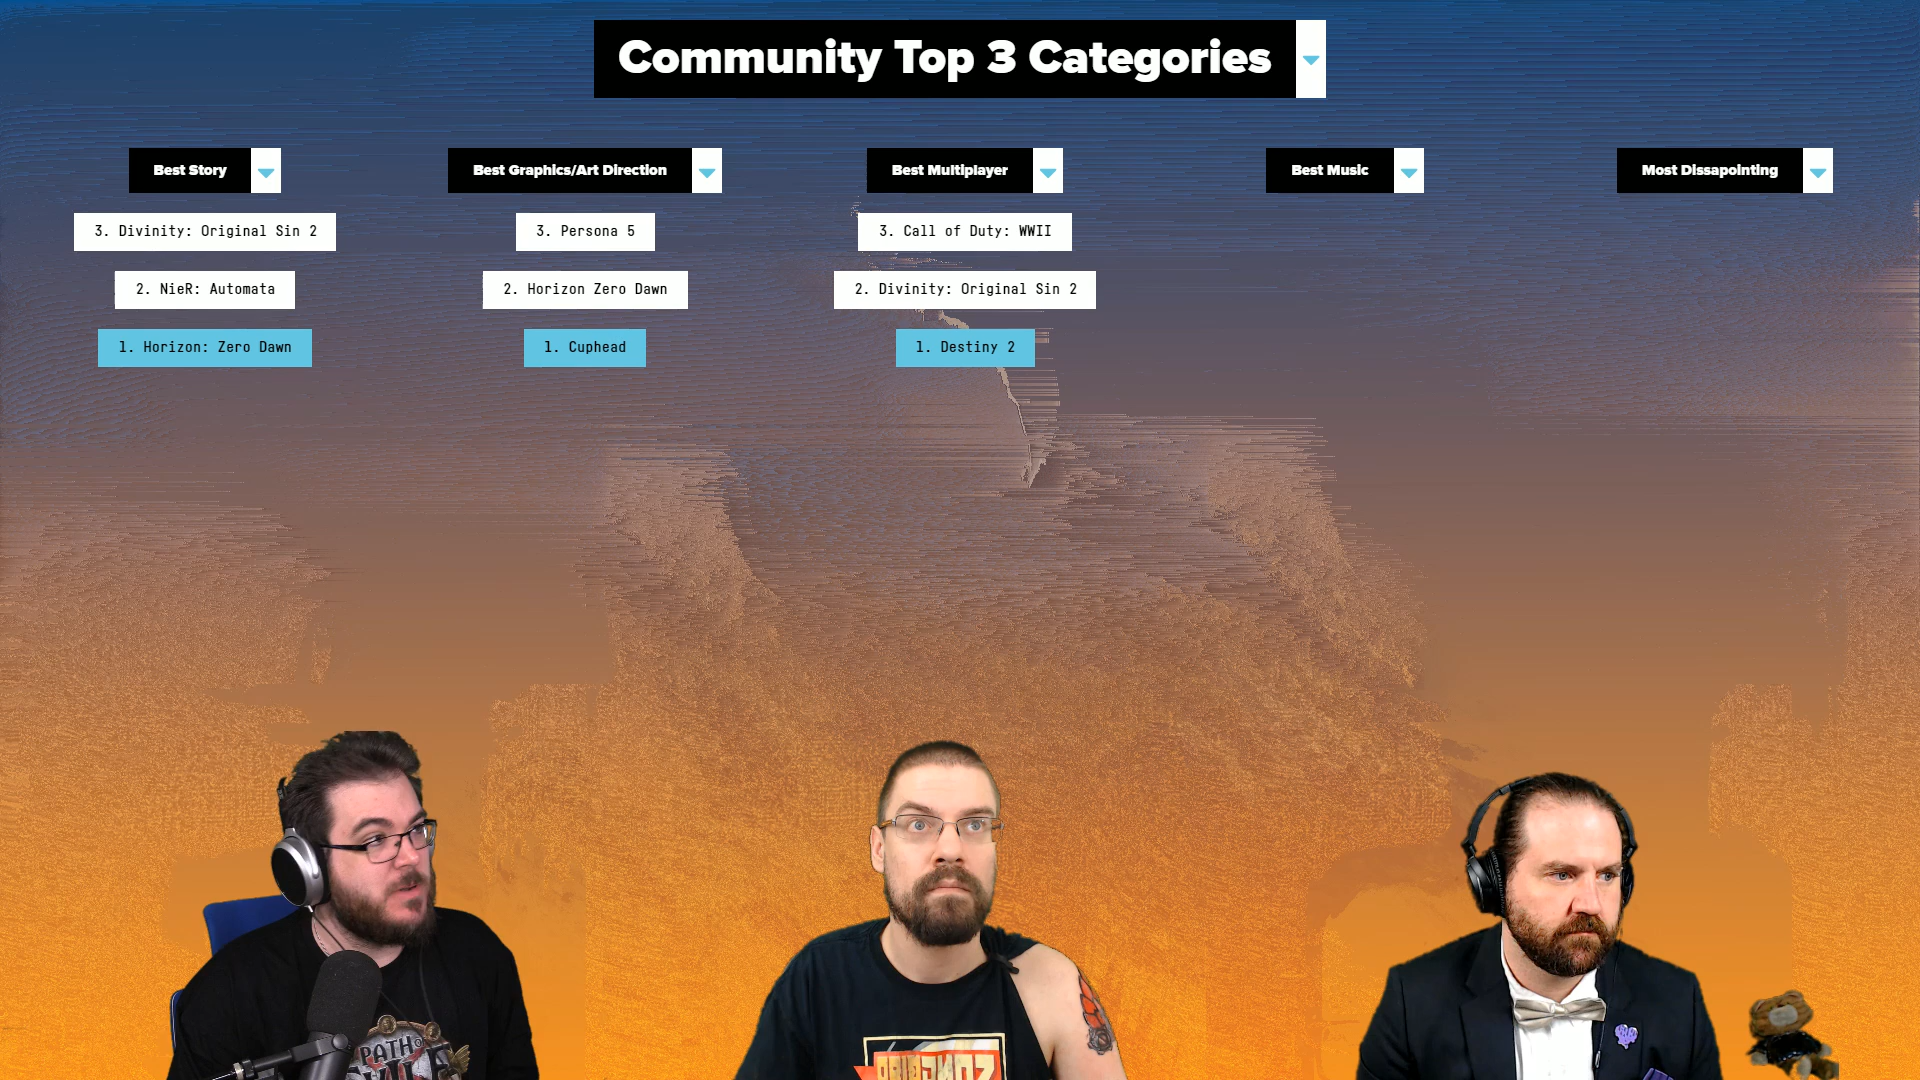 Community Top 3 Categories
Best Story
3. Divinity: Original Sin 2
2. NieR: Automata
1. Horizon: Zero Dawn
Best Graphics/Art Direction
3. Persona 5
2. Horizon Zero Dawn
1. Cuphead
Best Multiplayer
3. Call of Duty: WWII
2. Divinity: Original Sin 2
1. Destiny 2
Best Music
Most Dissapointing
PATH OF